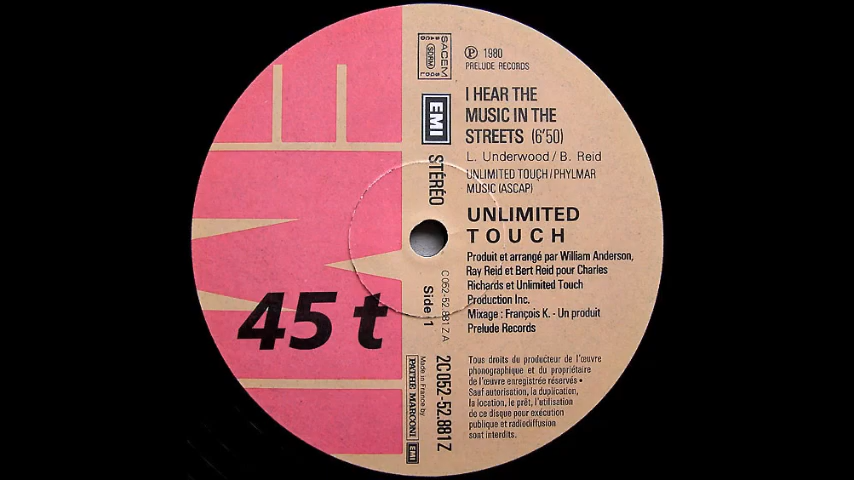 SACEM
SDRM
℗ 1980
PRELUDE RECORDS
EMI
STÉRÉO
I HEAR THE
MUSIC IN THE
STREETS (6'50)
L. Underwood / B. Reid
UNLIMITED TOUCH / PHYLMAR
MUSIC (ASCAP)
UNLIMITED
TOUCH
Produit et arrangé par William Anderson,
Ray Reid et Bert Reid pour Charles
Richards et Unlimited Touch
Production Inc.
Mixage : François K. - Un produit
Prelude Records
C 052-52.881 Z A
Side 1
45 t
2C052-52.881Z
Made in France by
PATHE MARCONI
EMI
Tous droits du producteur de l'œuvre
phonographique et du propriétaire
de l'œuvre enregistrée réservés •
Sauf autorisation, la duplication,
la location, le prêt, l'utilisation
de ce disque pour exécution
publique et radiodiffusion
sont interdits.